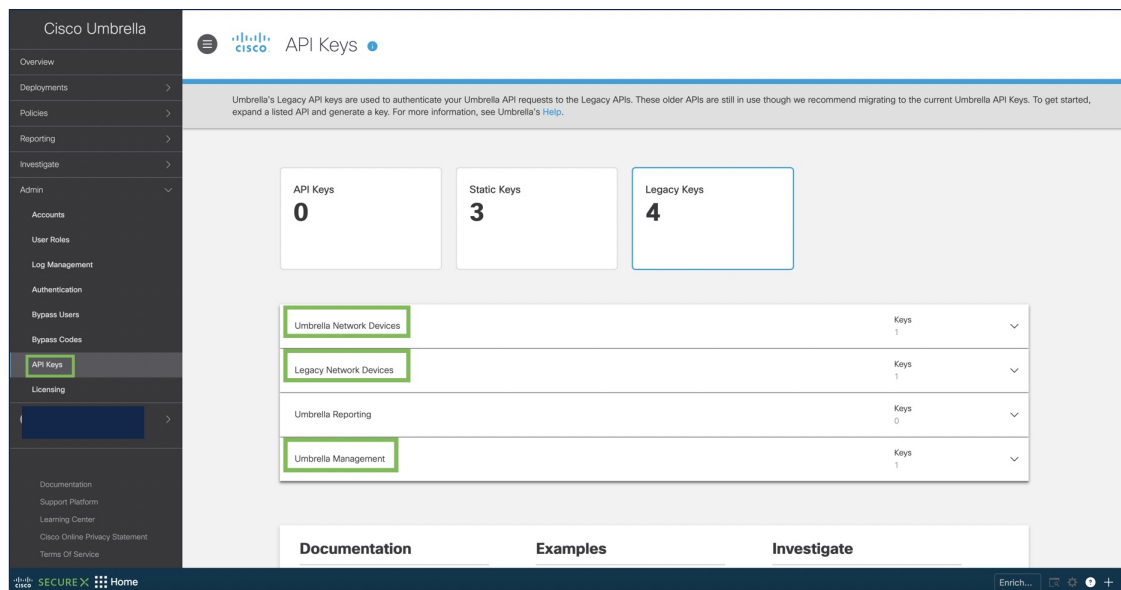 Cisco Umbrella
Overview
Deployments
Policies
Reporting
Investigate
Admin
Accounts
User Roles
Log Management
Authentication
Bypass Users
Bypass Codes
API Keys
Licensing
Documentation
Support Platform
Learning Center
Cisco Online Privacy Statement
Terms Of Service
CISCO API Keys
Umbrella's Legacy API keys are used to authenticate your Umbrella API requests to the Legacy APIs. These older APIs are still in use though we recommend migrating to the current Umbrella API Keys. To get started,
expand a listed API and generate a key. For more information, see Umbrella's Help.
API Keys
0
Static Keys
3
Legacy Keys
4
Umbrella Network Devices
Keys
1
Legacy Network Devices
Keys
1
Umbrella Reporting
Keys
0
Umbrella Management
Keys
1
Documentation
Examples
Investigate
CISCO SECUREX Home
Enrich...